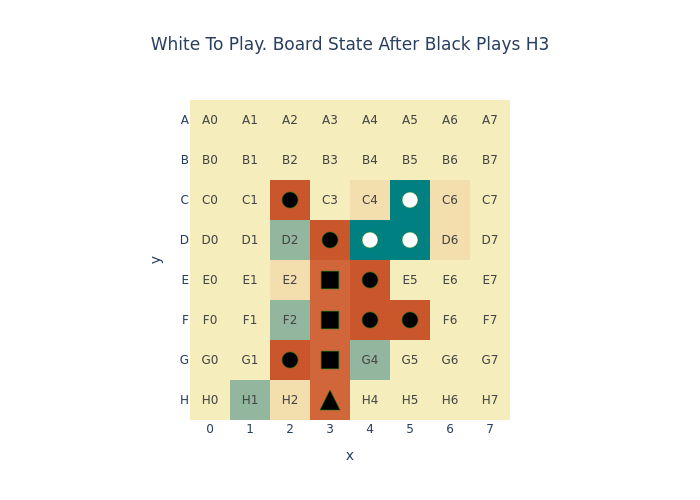 White To Play. Board State After Black Plays H3
A A0 A1 A2 A3 A4 A5 A6 A7
B B0 B1 B2 B3 B4 B5 B6 B7
C C0 C1 C3 C4 C6 C7
D D0 D1 D2 D6 D7
E E0 E1 E2 E5 E6 E7
F F0 F1 F2 F6 F7
G G0 G1 G4 G5 G6 G7
H H0 H1 H2 H4 H5 H6 H7
0 1 2 3 4 5 6 7
x
y